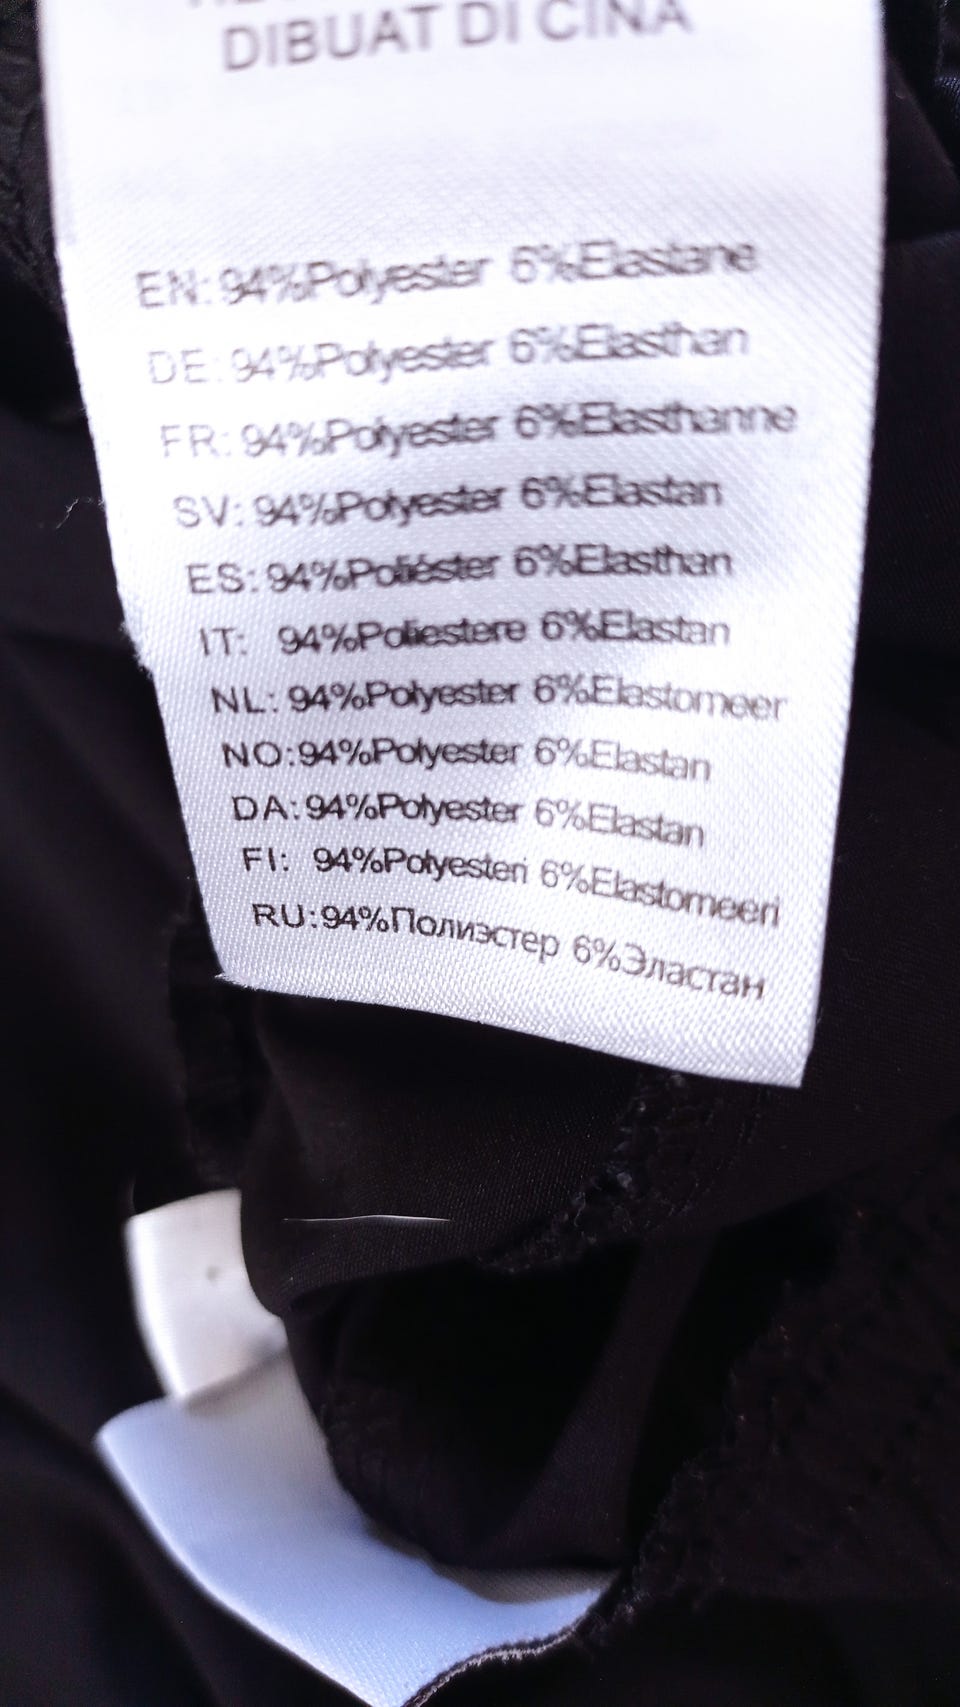 DIBUAT DI CINA
EN: 94%Polyester 6%Elastane
DE: 94%Polyester 6%Elasthan
FR: 94%Polyester 6%Elasthanne
SV: 94%Polyester 6%Elastan
ES: 94%Poliéster 6%Elasthan
IT: 94%Poliestere 6%Elastan
NL: 94%Polyester 6%Elastomeer
NO:94%Polyester 6%Elastan
DA:94%Polyester 6%Elastan
FI: 94%Polyesteri 6%Elastomeeri
RU:94%Полиэстер 6%Эластан